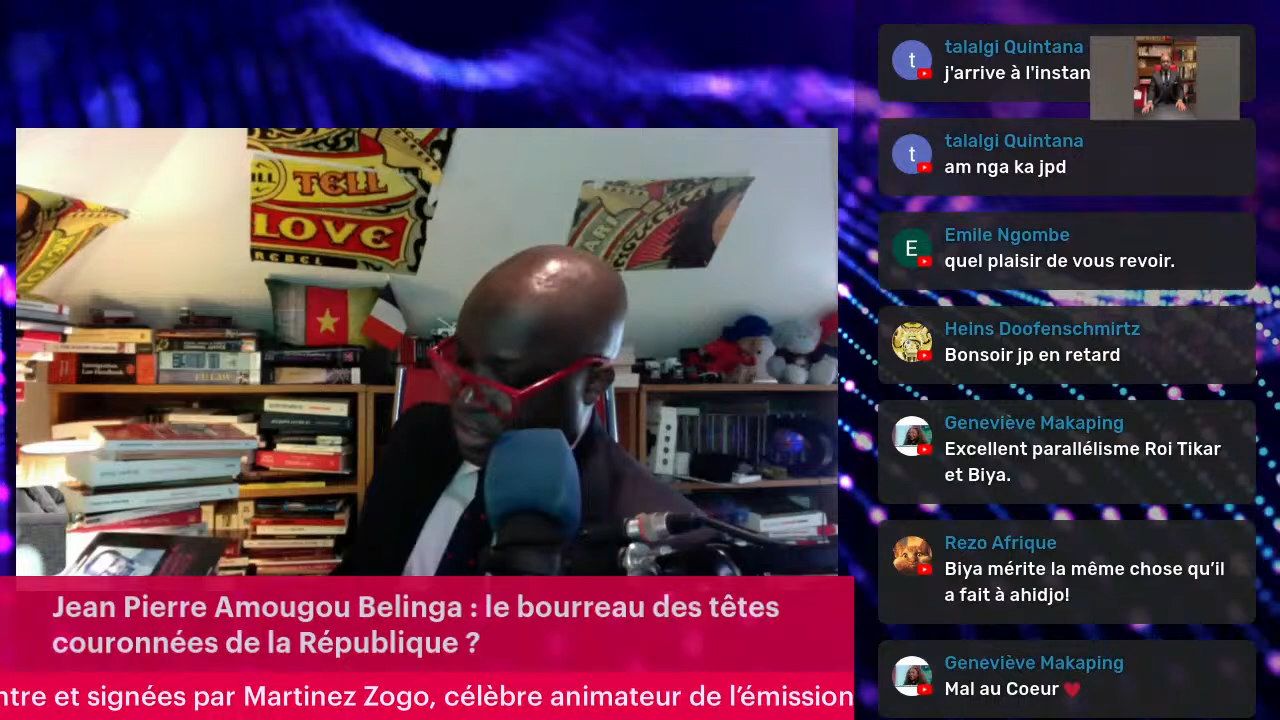 TELL
LOVE
REBEL
Jean Pierre Amougou Belinga : le bourreau des têtes
couronnées de la République ?
ntre et signées par Martinez Zogo, célèbre animateur de l’émission
talalgi Quintana
j'arrive à l'instan
talalgi Quintana
am nga ka jpd
Emile Ngombe
quel plaisir de vous revoir.
Heins Doofenschmirtz
Bonsoir jp en retard
Geneviève Makaping
Excellent parallélisme Roi Tikar
et Biya.
Rezo Afrique
Biya mérite la même chose qu’il
a fait à ahidjo!
Geneviève Makaping
Mal au Coeur